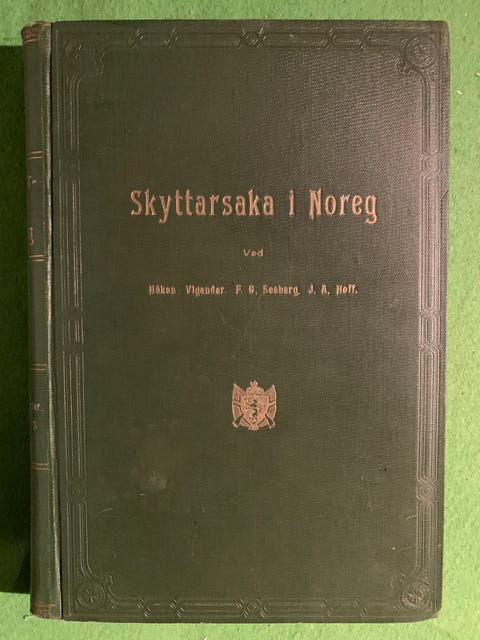 Skyttarsaka i Noreg
Ved
Håkon Vigander. F. G. Seeberg. J. A. Hoff.